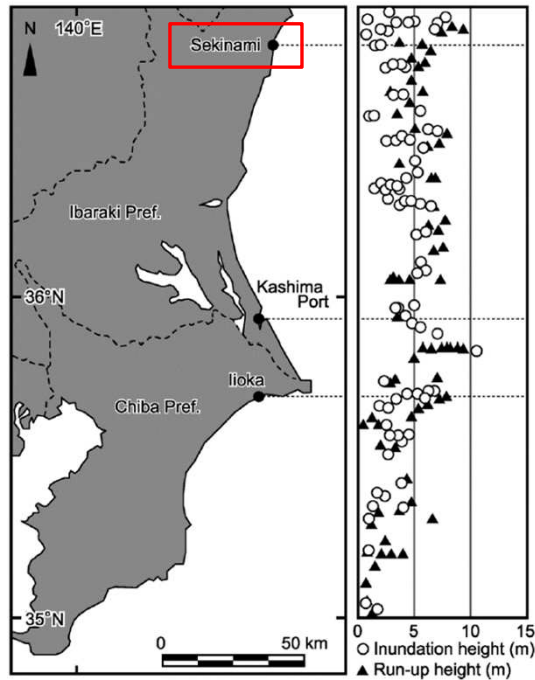 N
140°E
Sekinami
Ibaraki Pref.
36°N
Kashima
Port
Iioka
Chiba Pref.
35°N
0 50 km
0 5 10 15
○ Inundation height (m)
▲ Run-up height (m)